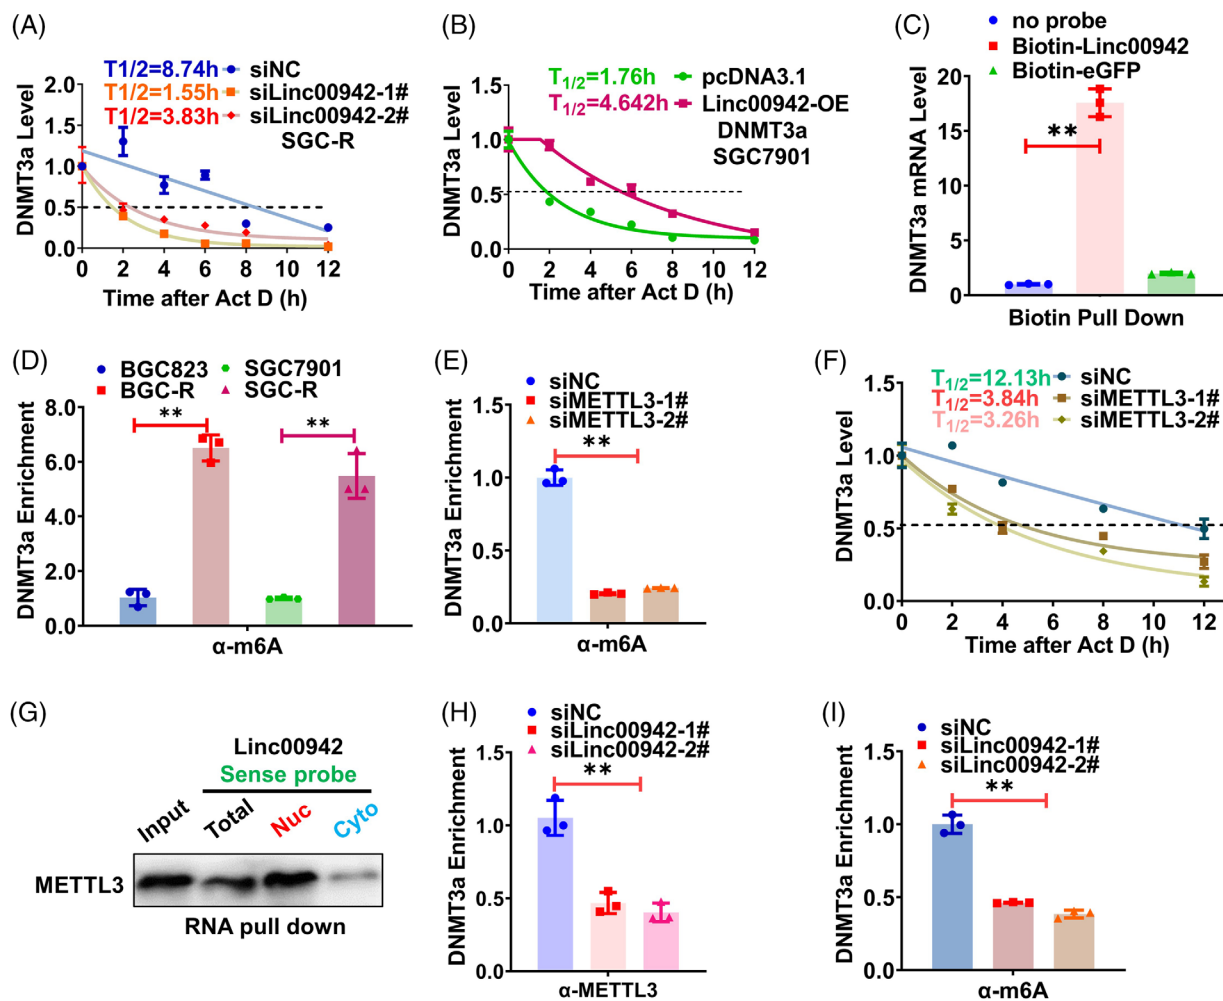 (A)
T1/2=8.74h siNC
T1/2=1.55h siLinc00942-1#
T1/2=3.83h siLinc00942-2#
SGC-R
DNMT3a Level
2.0
1.5
1.0
0.5
0.0
0 2 4 6 8 10 12
Time after Act D (h)
(B)
T1/2=1.76h pcDNA3.1
T1/2=4.642h Linc00942-OE
DNMT3a
SGC7901
DNMT3a Level
1.5
1.0
0.5
0.0
0 2 4 6 8 10 12
Time after Act D (h)
(C)
no probe
Biotin-Linc00942
Biotin-eGFP
DNMT3a mRNA Level
20
15
10
5
0
**
Biotin Pull Down
(D)
BGC823 SGC7901
BGC-R SGC-R
DNMT3a Enrichment
8.0
6.0
4.0
2.0
0.0
** **
α-m6A
(E)
siNC
siMETTL3-1#
siMETTL3-2#
DNMT3a Enrichment
1.5
1.0
0.5
0.0
**
α-m6A
(F)
T1/2=12.13h siNC
T1/2=3.84h siMETTL3-1#
T1/2=3.26h siMETTL3-2#
DNMT3a Level
1.5
1.0
0.5
0.0
0 2 4 6 8 10 12
Time after Act D (h)
(G)
Linc00942
Sense probe
Input Total Nuc Cyto
METTL3
RNA pull down
(H)
siNC
siLinc00942-1#
siLinc00942-2#
DNMT3a Enrichment
1.5
1.0
0.5
0.0
**
α-METTL3
(I)
siNC
siLinc00942-1#
siLinc00942-2#
DNMT3a Enrichment
1.5
1.0
0.5
0.0
**
α-m6A